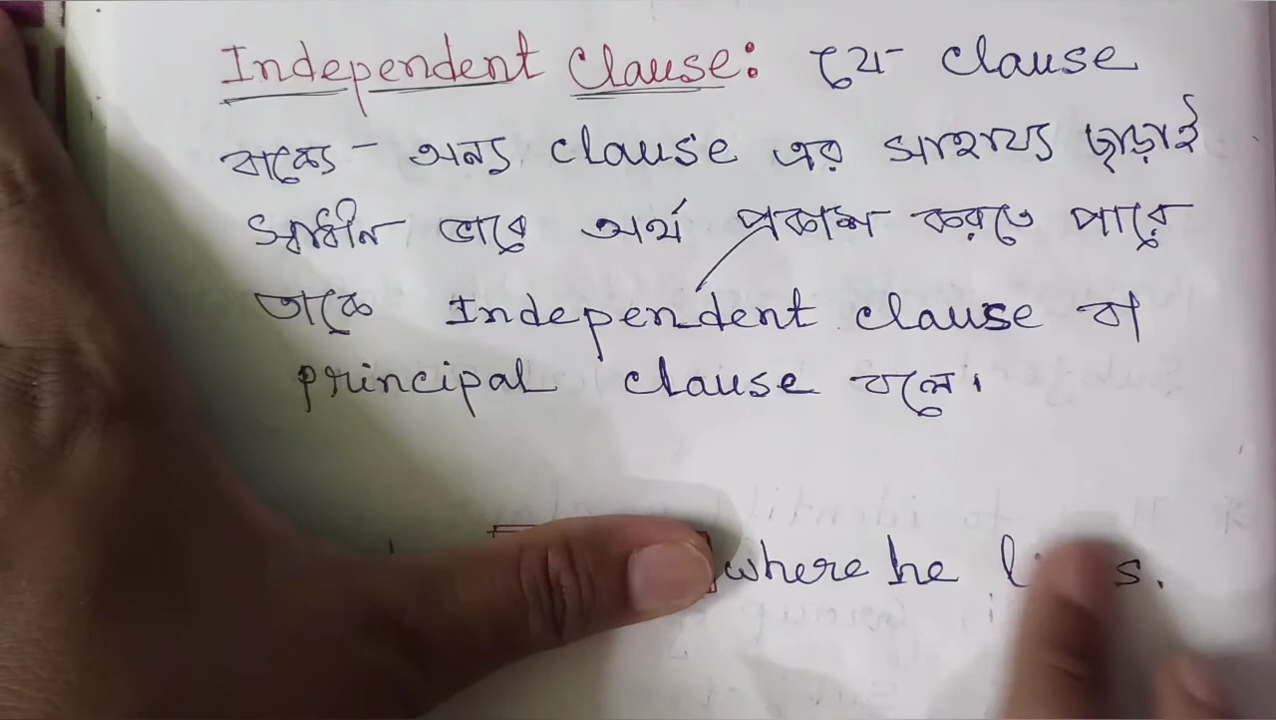 Independent Clause: যে clause
বাক্যে - অন্য clause এর সাহায্য ছাড়াই
স্বাধীন ভাবে অর্থ প্রকাশ করতে পারে
তাকে Independent clause বা
principal clause বলে।
where he